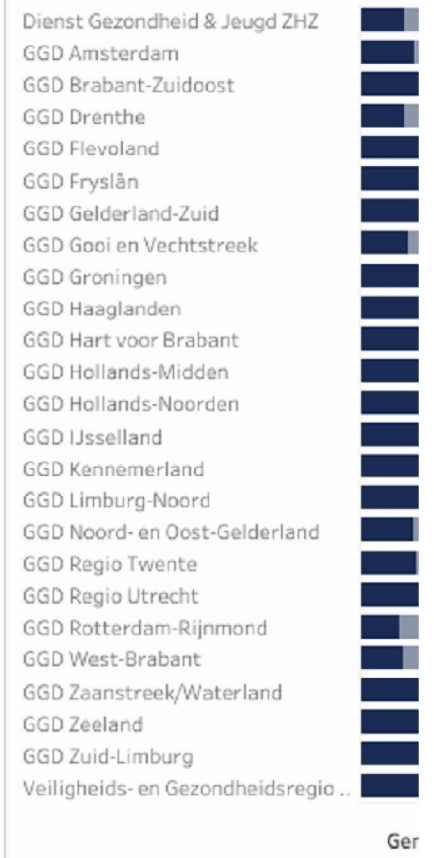 Dienst Gezondheid & Jeugd ZHZ
GGD Amsterdam
GGD Brabant-Zuidoost
GGD Drenthe
GGD Flevoland
GGD Fryslân
GGD Gelderland-Zuid
GGD Gooi en Vechtstreek
GGD Groningen
GGD Haaglanden
GGD Hart voor Brabant
GGD Hollands-Midden
GGD Hollands-Noorden
GGD IJsselland
GGD Kennemerland
GGD Limburg-Noord
GGD Noord- en Oost-Gelderland
GGD Regio Twente
GGD Regio Utrecht
GGD Rotterdam-Rijnmond
GGD West-Brabant
GGD Zaanstreek/Waterland
GGD Zeeland
GGD Zuid-Limburg
Veiligheids- en Gezondheidsregio ..
Ger